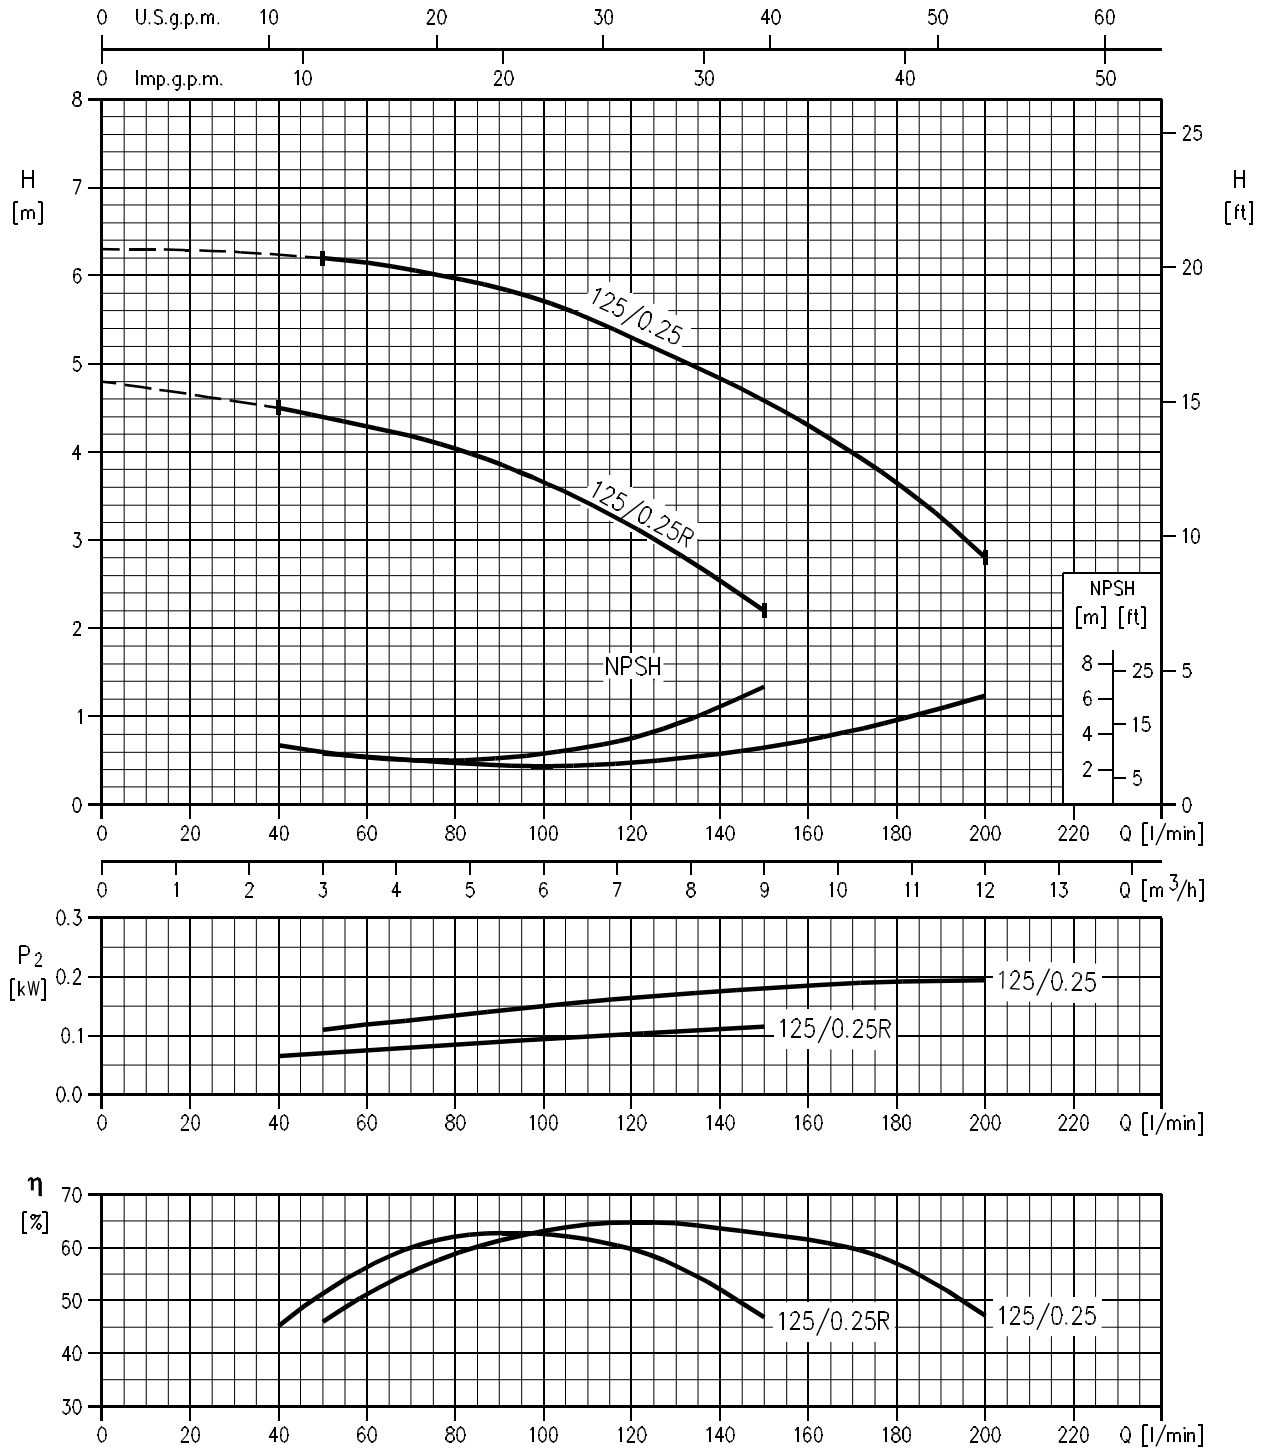 0 U.S.g.p.m. 10 20 30 40 50 60
0 Imp.g.p.m. 10 20 30 40 50
8
25
H
[m]
H
[ft]
7
6
20
125/0.25
5
15
4
125/0.25R
3
10
NPSH
[m] [ft]
2
NPSH
8
25
5
6
1
15
4
2
5
0
0
0 20 40 60 80 100 120 140 160 180 200 220 Q [l/min]
0 1 2 3 4 5 6 7 8 9 10 11 12 13 Q [m³/h]
0.3
P₂
[kW]
0.2
125/0.25
0.1
125/0.25R
0.0
0 20 40 60 80 100 120 140 160 180 200 220 Q [l/min]
η
[%]
70
60
50
125/0.25R
125/0.25
40
30
0 20 40 60 80 100 120 140 160 180 200 220 Q [l/min]